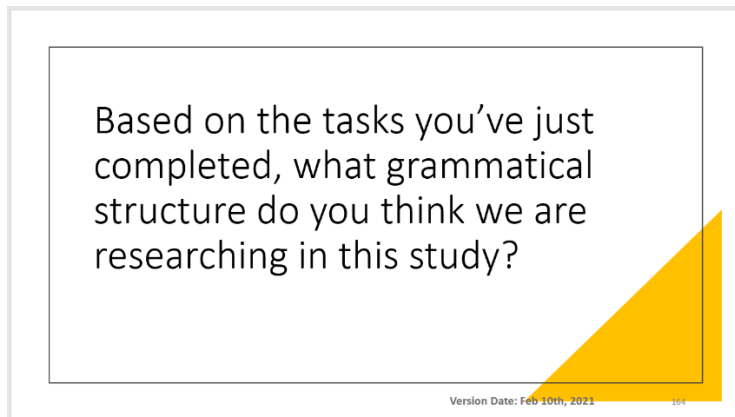 Based on the tasks you’ve just
completed, what grammatical
structure do you think we are
researching in this study?
Version Date: Feb 10th, 2021
164